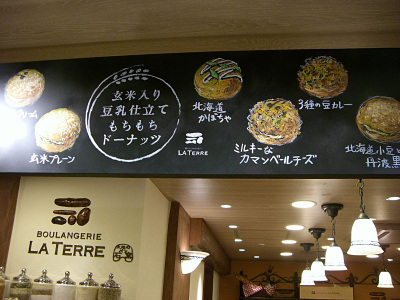 リーム
玄米プレーン
玄米入り
豆乳仕立て
もちもち
ドーナッツ
LA TERRE
北海道
かぼちゃ
ミルキーな
カマンベールチーズ
3種の豆カレー
北海道小豆
丹波黒
BOULANGERIE
LA TERRE